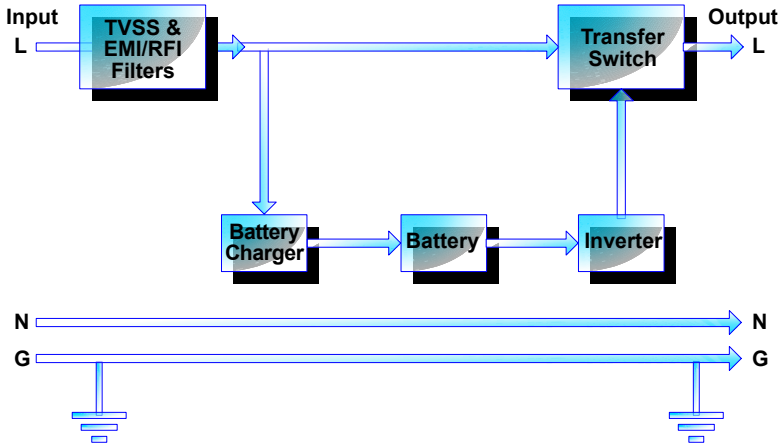 Input
L
TVSS &
EMI/RFI
Filters
Transfer
Switch
Output
L
Battery
Charger
Battery
Inverter
N
N
G
G